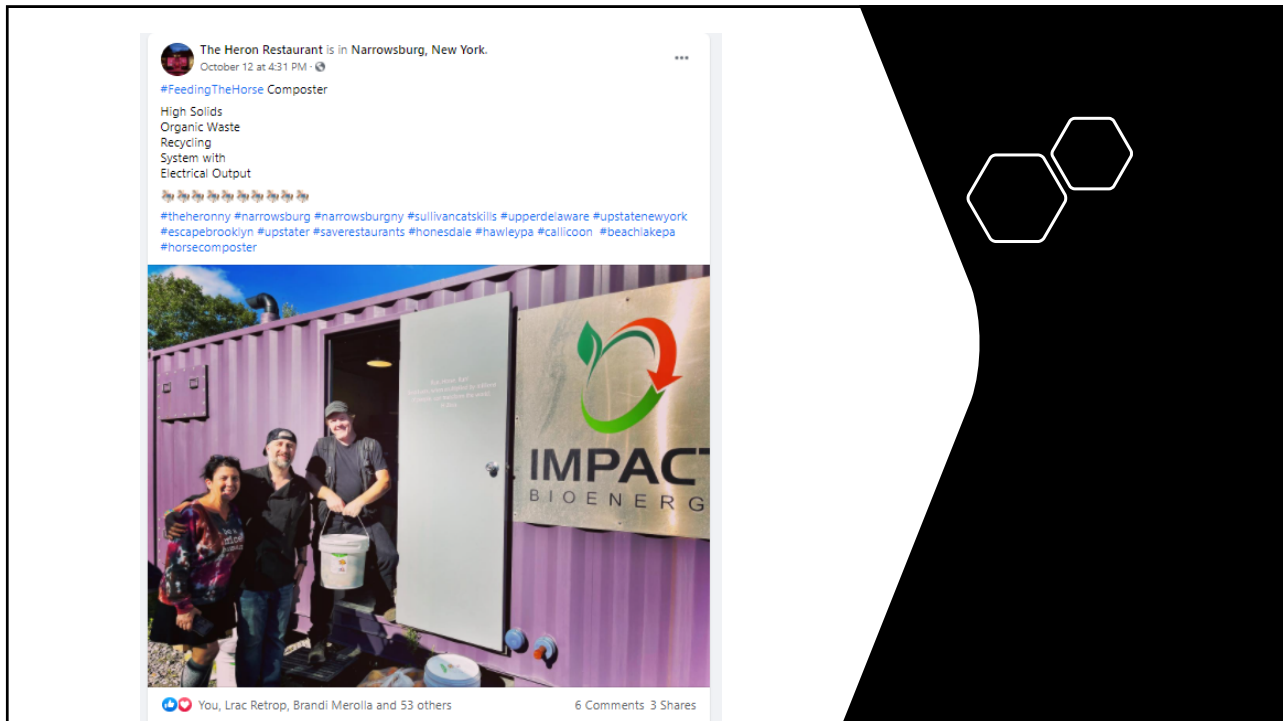 The Heron Restaurant is in Narrowsburg, New York.
October 12 at 4:31 PM ·
#FeedingTheHorse Composter
High Solids
Organic Waste
Recycling
System with
Electrical Output
#theheronny #narrowsburg #narrowsburgny #sullivancatskills #upperdelaware #upstatenewyork
#escapebrooklyn #upstater #saverestaurants #honesdale #hawleypa #callicoon #beachlakepa
#horsecomposter
IMPACT
BIOENERG
You, Lrac Retrop, Brandi Merolla and 53 others
6 Comments 3 Shares